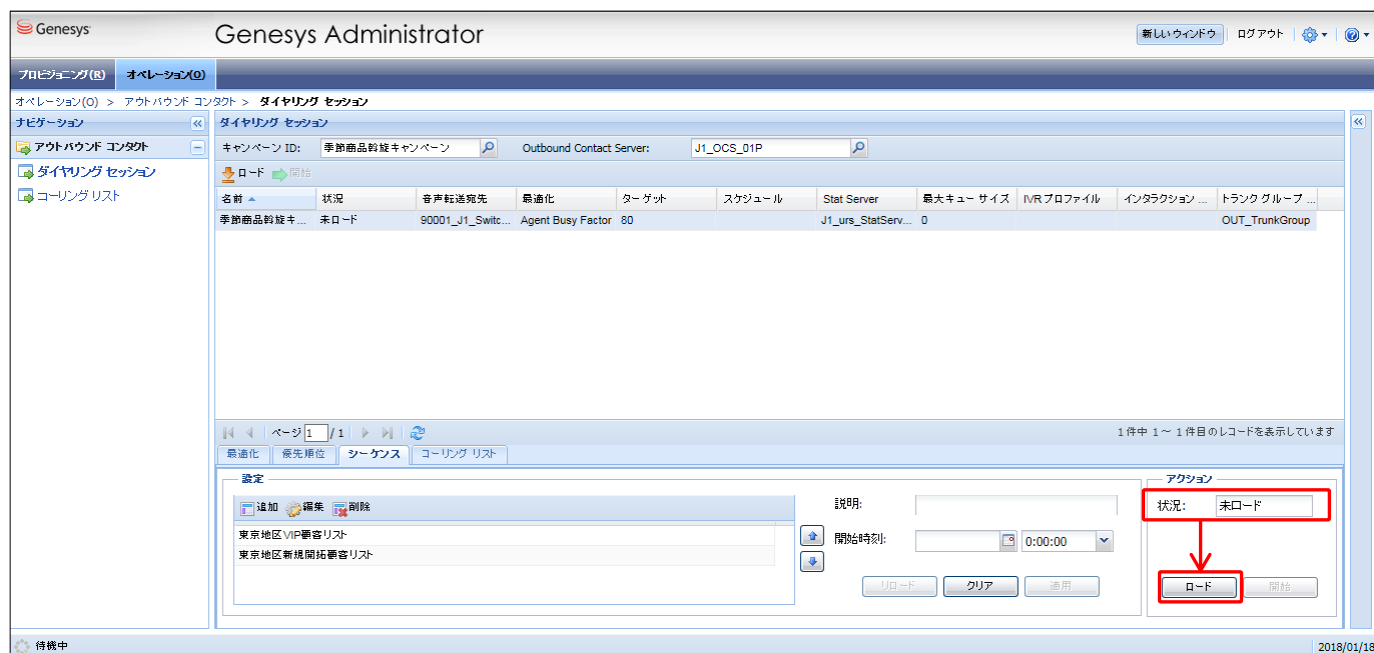 Genesys
Genesys Administrator
新しいウィンドウ ログアウト
プロビジョニング(R) オペレーション(O)
オペレーション(O) > アウトバウンド コンタクト > ダイヤリング セッション
ナビゲーション
ダイヤリング セッション
アウトバウンド コンタクト
キャンペーン ID: 季節商品斡旋キャンペーン Outbound Contact Server: J1_OCS_01P
ダイヤリング セッション
ロード 開始
コーリング リスト
名前 状況 音声転送宛先 最適化 ターゲット スケジュール Stat Server 最大キュー サイズ IVR プロファイル インタラクション ... トランク グループ ...
季節商品斡旋キ... 未ロード 90001_J1_Switc... Agent Busy Factor 80 J1_urs_StatServ... 0 OUT_TrunkGroup
ページ 1 / 1
1 件中 1 ~ 1 件目のレコードを表示しています
最適化 優先順位 シーケンス コーリング リスト
設定
追加 編集 削除
東京地区VIP顧客リスト
東京地区新規開拓顧客リスト
説明:
開始時刻: 0:00:00
リロード クリア 適用
アクション
状況: 未ロード
ロード 開始
待機中
2018/01/18